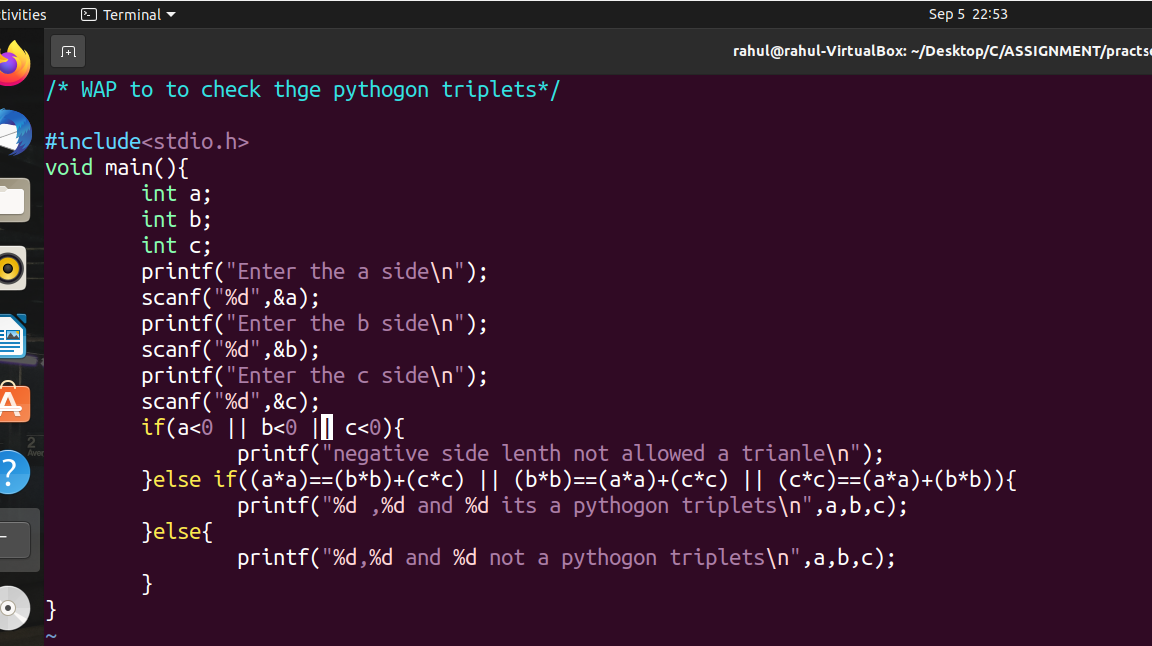 tivities Terminal Sep 5 22:53
rahul@rahul-VirtualBox: ~/Desktop/C/ASSIGNMENT/practs
/* WAP to to check thge pythogon triplets*/
#include<stdio.h>
void main(){
int a;
int b;
int c;
printf("Enter the a side\n");
scanf("%d",&a);
printf("Enter the b side\n");
scanf("%d",&b);
printf("Enter the c side\n");
scanf("%d",&c);
if(a<0 || b<0 || c<0){
printf("negative side lenth not allowed a trianle\n");
}else if((a*a)==(b*b)+(c*c) || (b*b)==(a*a)+(c*c) || (c*c)==(a*a)+(b*b)){
printf("%d ,%d and %d its a pythogon triplets\n",a,b,c);
}else{
printf("%d,%d and %d not a pythogon triplets\n",a,b,c);
}
}
~